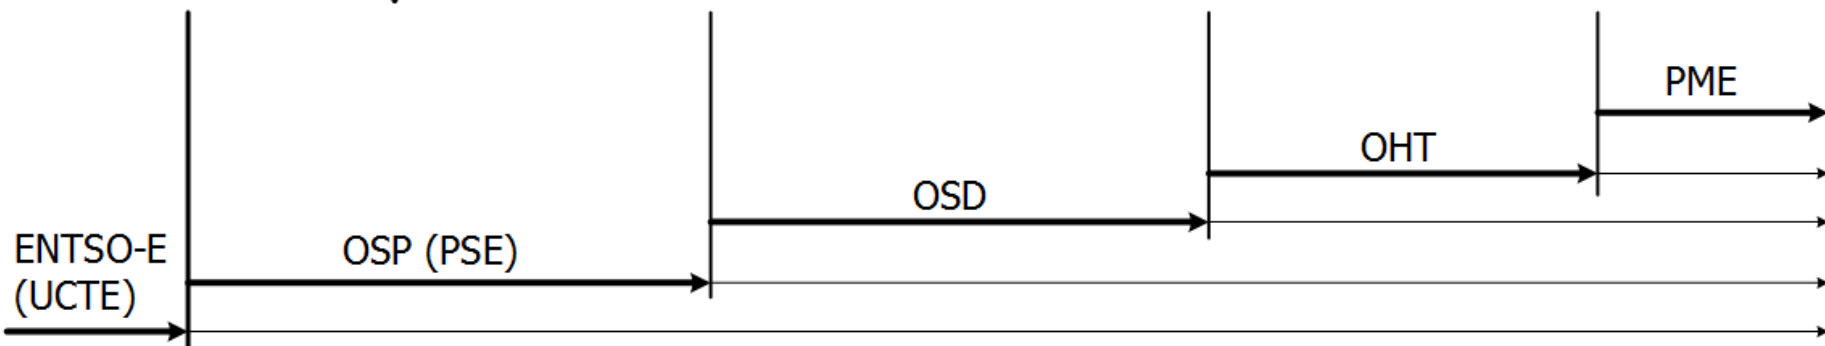 PME
OHT
OSD
ENTSO-E
(UCTE)
OSP (PSE)